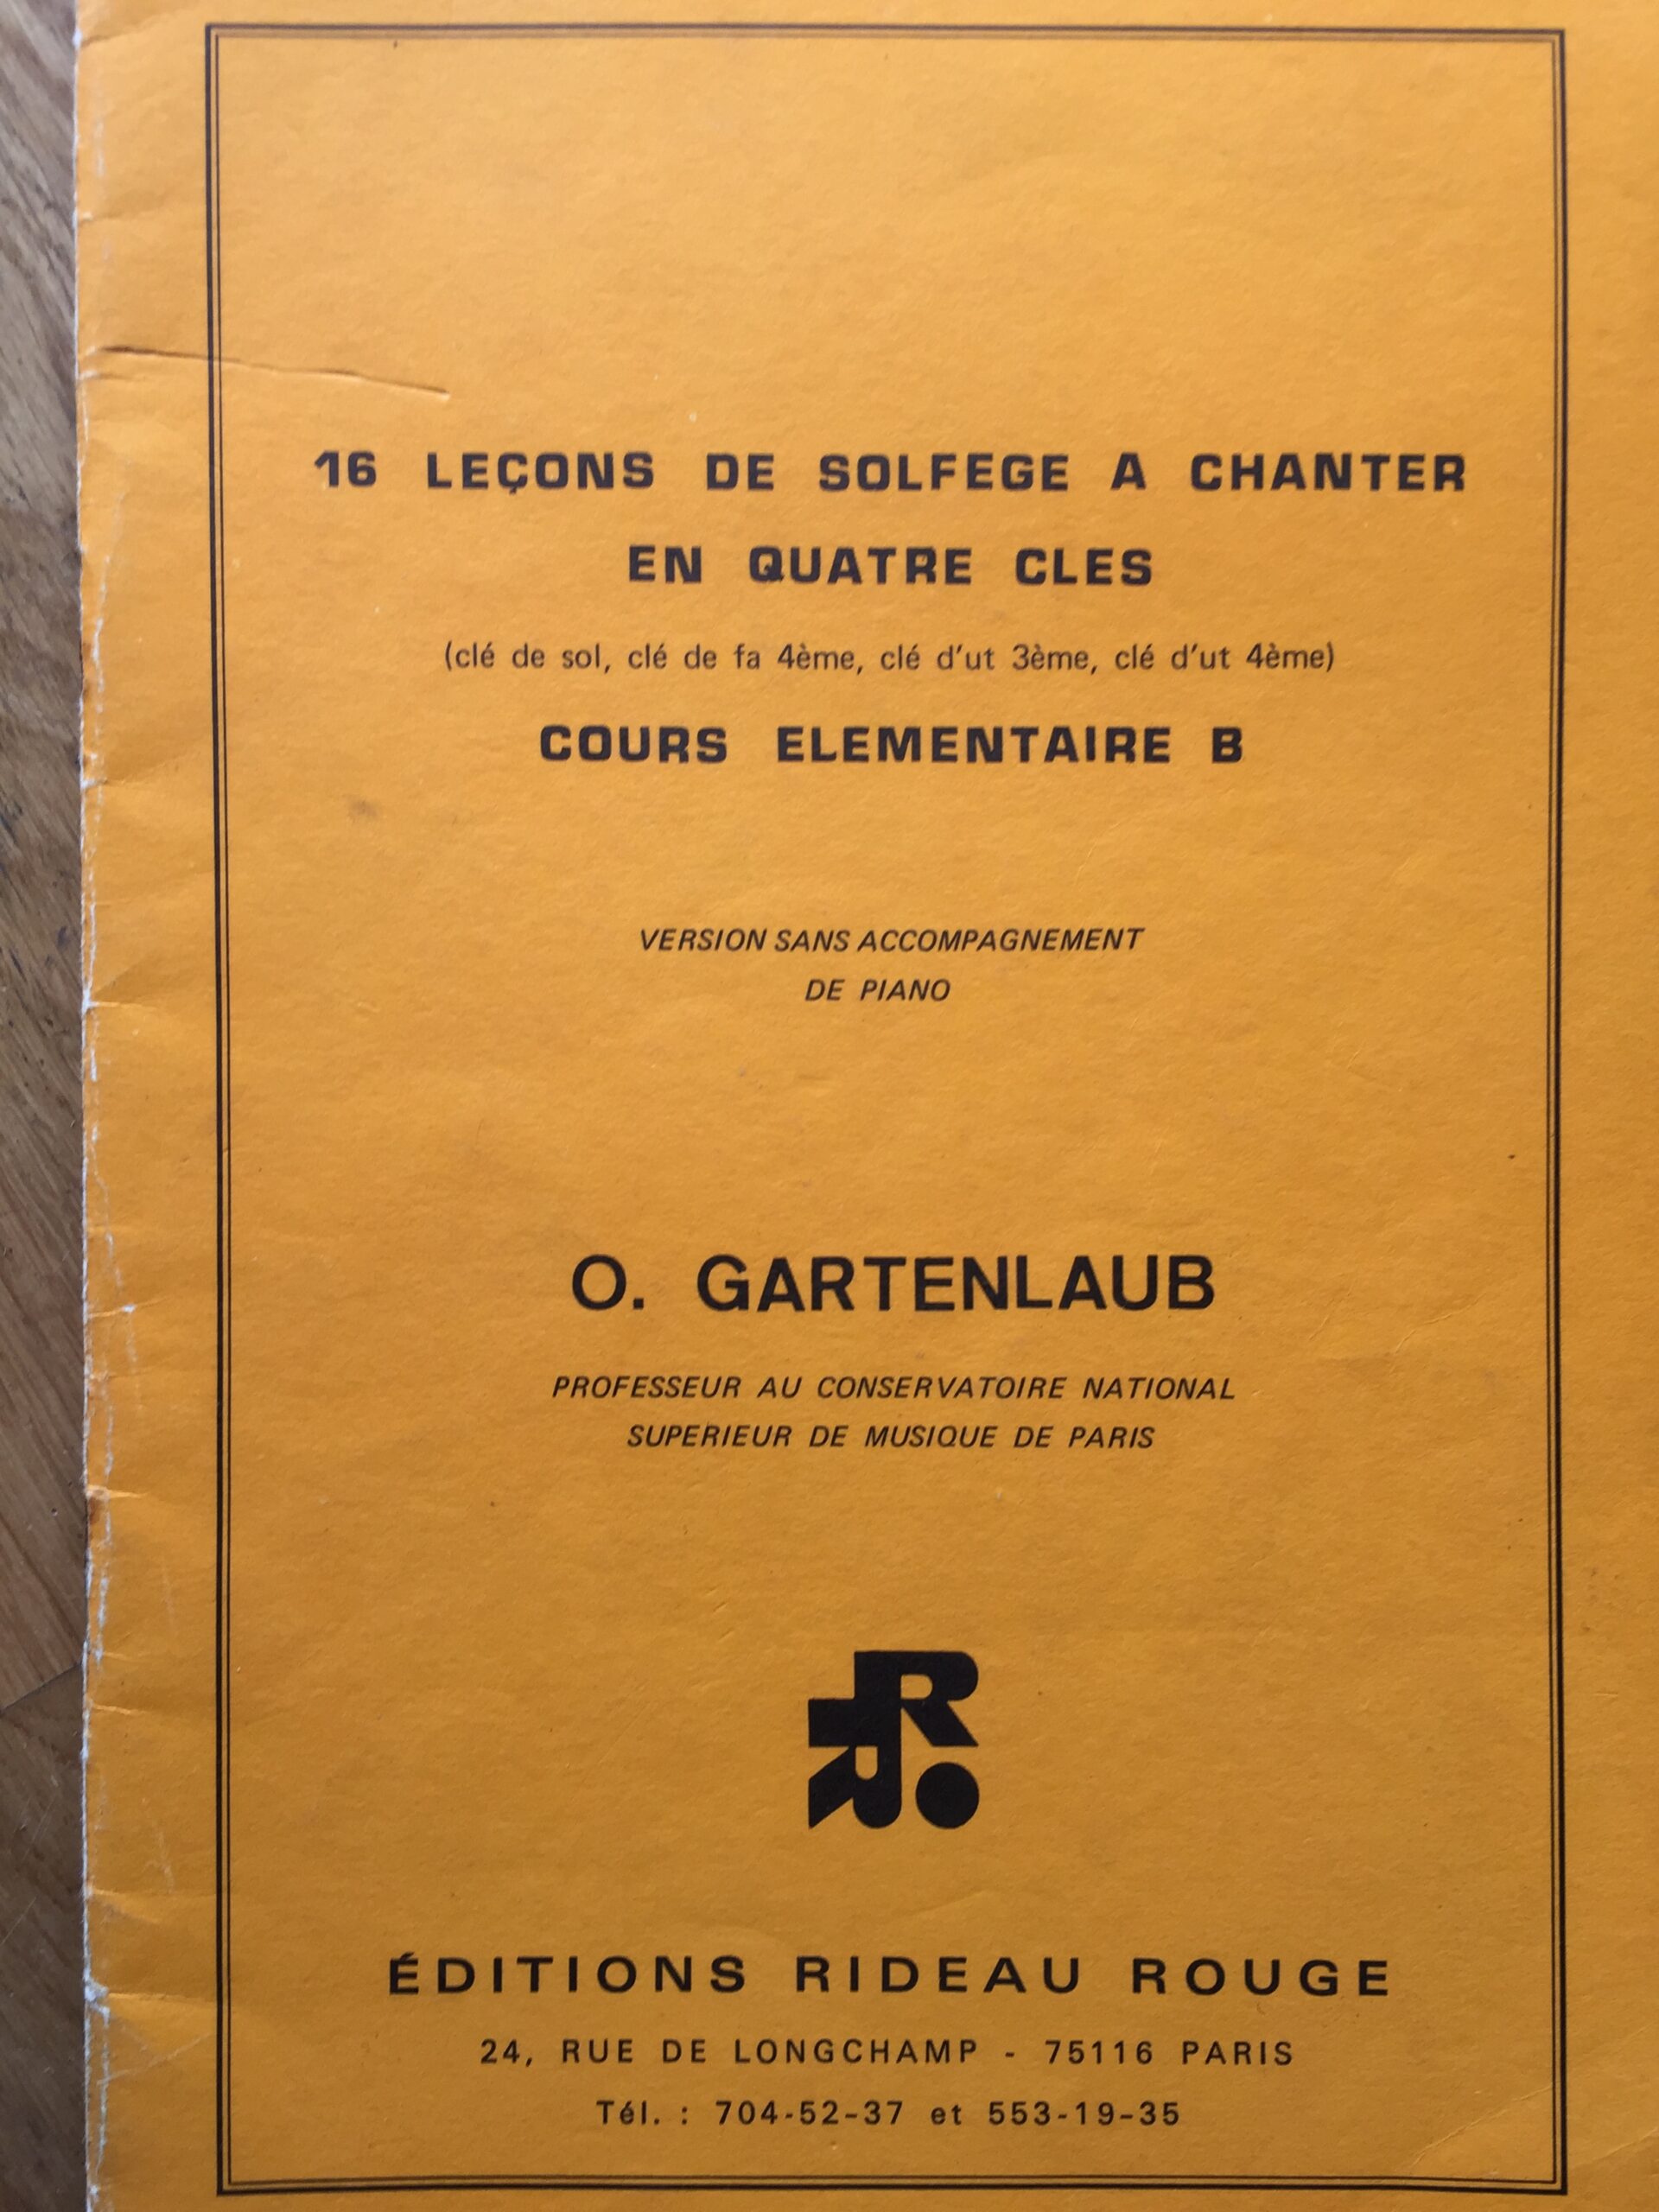 16 LEÇONS DE SOLFEGE A CHANTER
EN QUATRE CLES
(clé de sol, clé de fa 4ème, clé d'ut 3ème, clé d'ut 4ème)
COURS ELEMENTAIRE B
VERSION SANS ACCOMPAGNEMENT
DE PIANO
O. GARTENLAUB
PROFESSEUR AU CONSERVATOIRE NATIONAL
SUPERIEUR DE MUSIQUE DE PARIS
R
R
ÉDITIONS RIDEAU ROUGE
24, RUE DE LONGCHAMP - 75116 PARIS
Tél. : 704-52-37 et 553-19-35